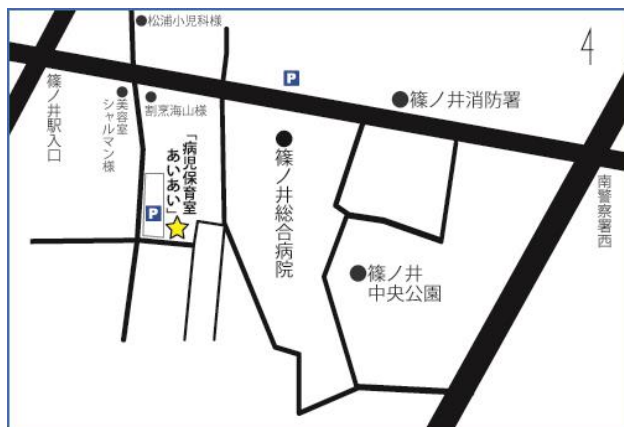 松浦小児科様
4
P
篠ノ井消防署
篠ノ井駅入口
美容室
シャルマン様
割烹海山様
「病児保育室
あいあい」
P
篠ノ井総合病院
南警察署西
篠ノ井
中央公園